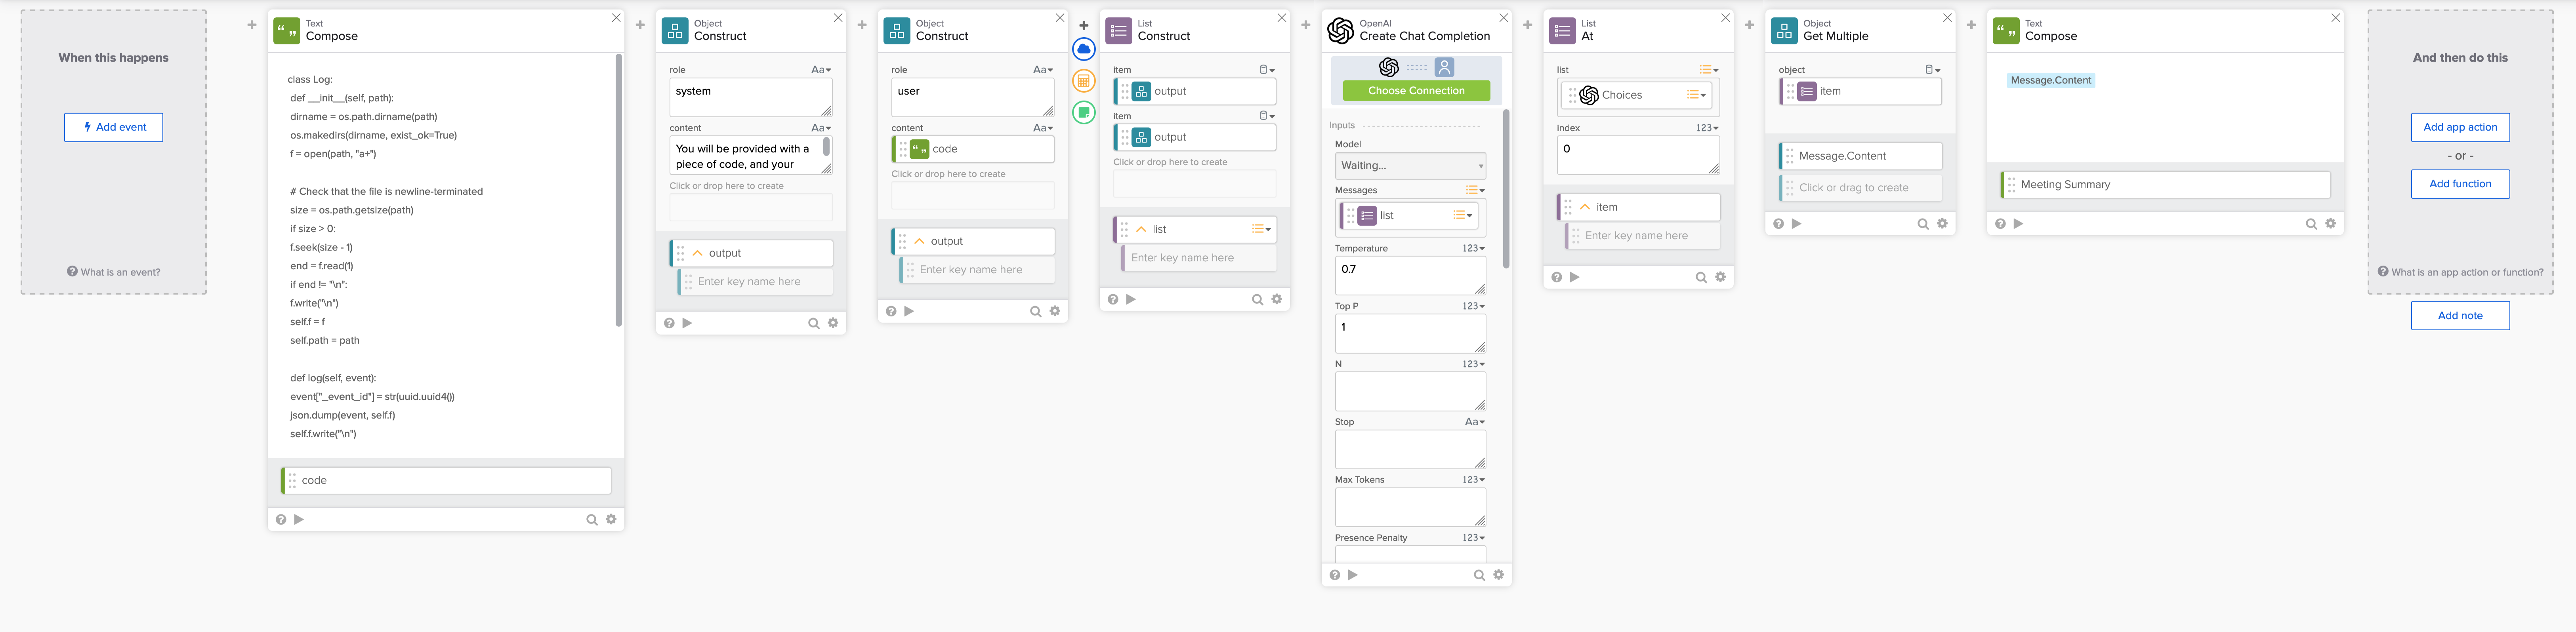 When this happens
Add event
What is an event?
Text
Compose
class Log:
def __init__(self, path):
dirname = os.path.dirname(path)
os.makedirs(dirname, exist_ok=True)
f = open(path, "a+")
# Check that the file is newline-terminated
size = os.path.getsize(path)
if size > 0:
f.seek(size - 1)
end = f.read(1)
if end != "\n":
f.write("\n")
self.f = f
self.path = path
def log(self, event):
event["_event_id"] = str(uuid.uuid4())
json.dump(event, self.f)
self.f.write("\n")
code
Object
Construct
role
Aa
system
content
Aa
You will be provided with a
piece of code, and your
Click or drop here to create
output
Enter key name here
Object
Construct
role
Aa
user
content
Aa
code
Click or drop here to create
output
Enter key name here
List
Construct
item
output
item
output
Click or drop here to create
list
Enter key name here
OpenAI
Create Chat Completion
Choose Connection
Inputs
Model
Waiting...
Messages
list
Temperature
123
0.7
Top P
123
1
N
123
Stop
Aa
Max Tokens
123
Presence Penalty
123
List
At
list
Choices
index
123
0
item
Enter key name here
Object
Get Multiple
object
item
Message.Content
Click or drag to create
Text
Compose
Message.Content
Meeting Summary
And then do this
Add app action
- or -
Add function
What is an app action or function?
Add note